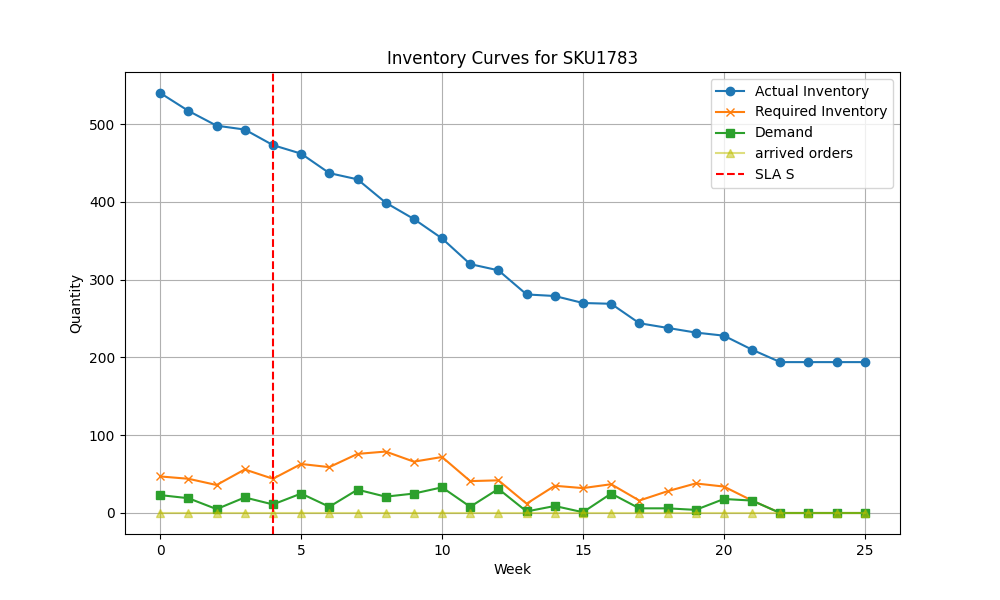 Inventory Curves for SKU1783
Actual Inventory
Required Inventory
Demand
arrived orders
SLA S
Quantity
500
400
300
200
100
0
0 5 10 15 20 25
Week